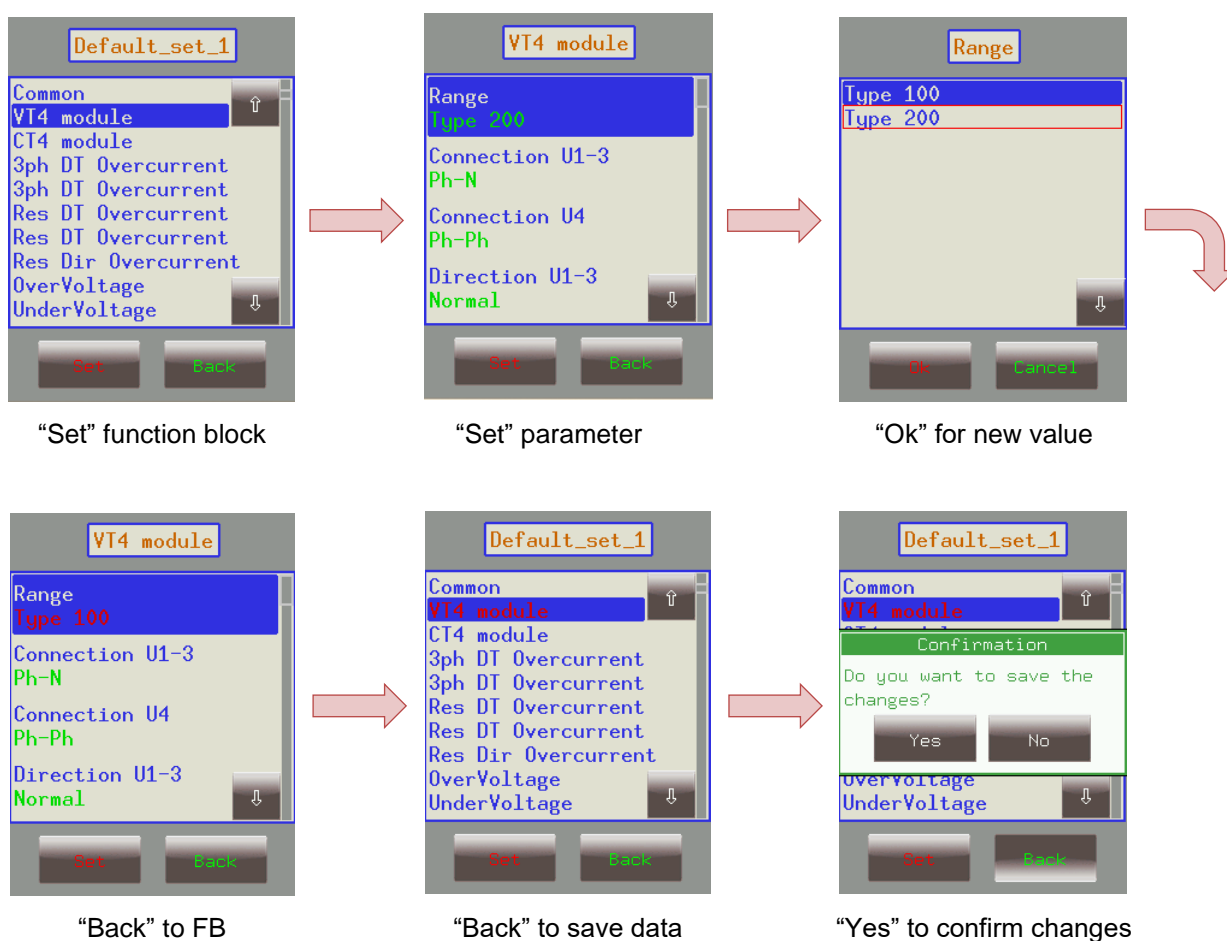 Default_set_1
Common
VT4 module
CT4 module
3ph DT Overcurrent
3ph DT Overcurrent
Res DT Overcurrent
Res DT Overcurrent
Res Dir Overcurrent
OverVoltage
UnderVoltage
Set
Back
“Set” function block
VT4 module
Range
Type 200
Connection U1-3
Ph-N
Connection U4
Ph-Ph
Direction U1-3
Normal
Set
Back
“Set” parameter
Range
Type 100
Type 200
Ok
Cancel
“Ok” for new value
VT4 module
Range
Type 100
Connection U1-3
Ph-N
Connection U4
Ph-Ph
Direction U1-3
Normal
Set
Back
“Back” to FB
Default_set_1
Common
VT4 module
CT4 module
3ph DT Overcurrent
3ph DT Overcurrent
Res DT Overcurrent
Res DT Overcurrent
Res Dir Overcurrent
OverVoltage
UnderVoltage
Set
Back
“Back” to save data
Default_set_1
Common
VT4 module
Confirmation
Do you want to save the
changes?
Yes
No
OverVoltage
UnderVoltage
Set
Back
“Yes” to confirm changes